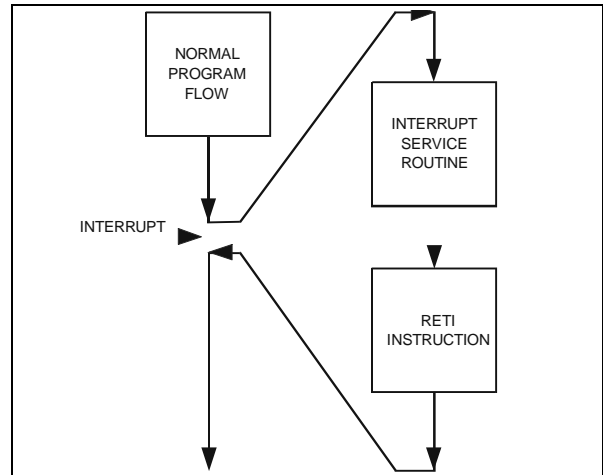 NORMAL
PROGRAM
FLOW
INTERRUPT
SERVICE
ROUTINE
INTERRUPT
RETI
INSTRUCTION